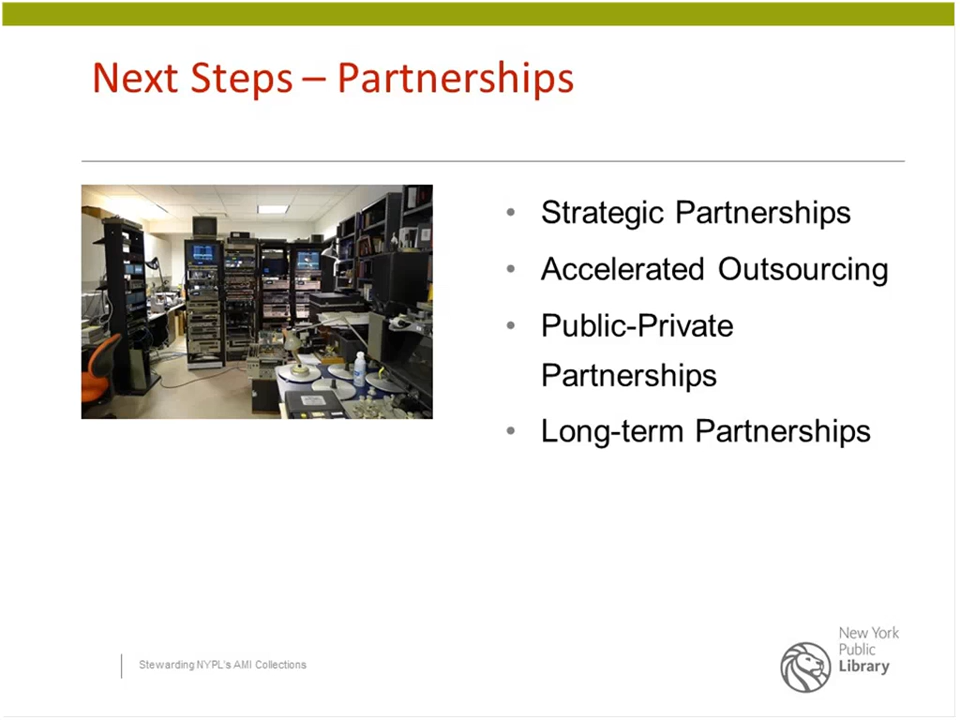 Next Steps – Partnerships
• Strategic Partnerships
• Accelerated Outsourcing
• Public-Private
Partnerships
• Long-term Partnerships
Stewarding NYPL's AMI Collections
New York
Public
Library